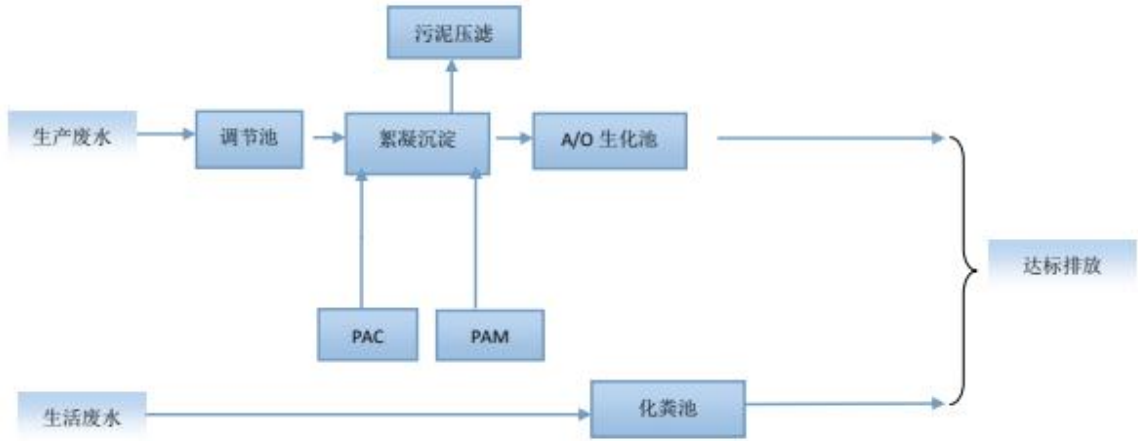 污泥压滤
生产废水
调节池
絮凝沉淀
A/O 生化池
达标排放
PAC
PAM
生活废水
化粪池